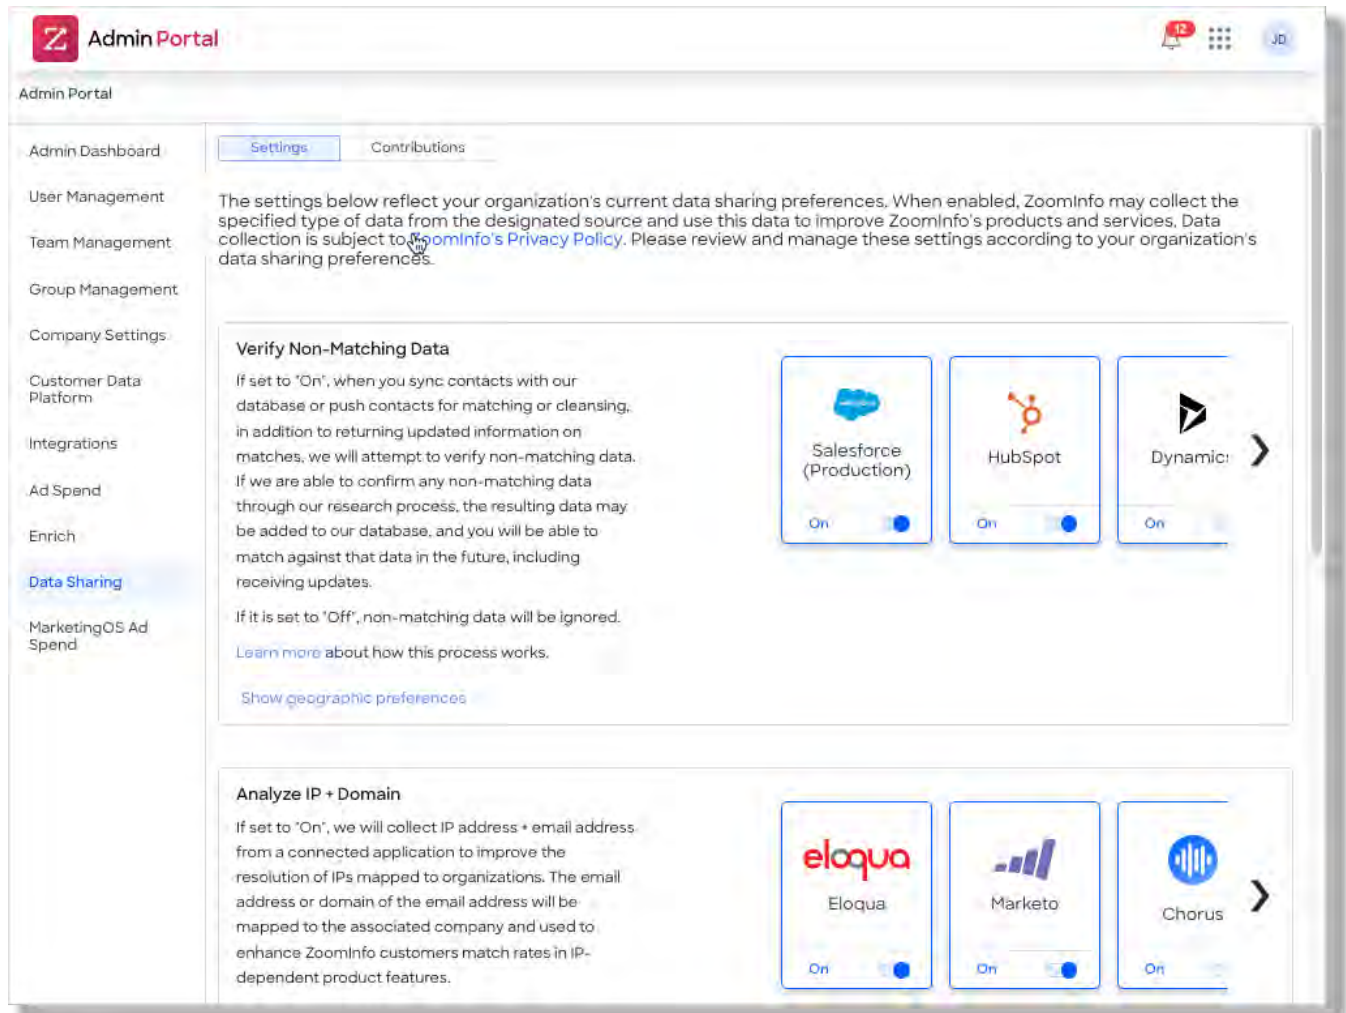 Z Admin Portal
12
JD
Admin Portal
Admin Dashboard
User Management
Team Management
Group Management
Company Settings
Customer Data
Platform
Integrations
Ad Spend
Enrich
Data Sharing
MarketingOS Ad
Spend
Settings Contributions
The settings below reflect your organization's current data sharing preferences. When enabled, ZoomInfo may collect the
specified type of data from the designated source and use this data to improve ZoomInfo's products and services. Data
collection is subject to ZoomInfo's Privacy Policy. Please review and manage these settings according to your organization's
data sharing preferences.
Verify Non-Matching Data
If set to "On", when you sync contacts with our
database or push contacts for matching or cleansing,
in addition to returning updated information on
matches, we will attempt to verify non-matching data.
If we are able to confirm any non-matching data
through our research process, the resulting data may
be added to our database, and you will be able to
match against that data in the future, including
receiving updates.
If it is set to "Off", non-matching data will be ignored.
Learn more about how this process works.
Show geographic preferences
salesforce
Salesforce
(Production)
On
HubSpot
On
Dynamics
On
Analyze IP + Domain
If set to "On", we will collect IP address + email address
from a connected application to improve the
resolution of IPs mapped to organizations. The email
address or domain of the email address will be
mapped to the associated company and used to
enhance ZoomInfo customers match rates in IP-
dependent product features.
eloqua
Eloqua
On
Marketo
On
Chorus
On